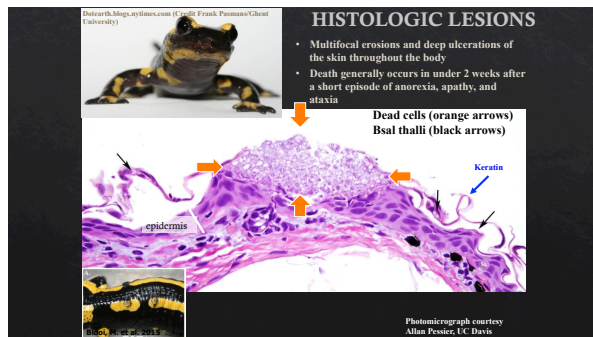 Dotearth.blogs.nytimes.com (Credit Frank Pasmans/Ghent
University)
HISTOLOGIC LESIONS
• Multifocal erosions and deep ulcerations of
the skin throughout the body
• Death generally occurs in under 2 weeks after
a short episode of anorexia, apathy, and
ataxia
Dead cells (orange arrows)
Bsal thalli (black arrows)
Keratin
epidermis
A
Blooi, M. et al. 2015
Photomicrograph courtesy
Allan Pessier, UC Davis